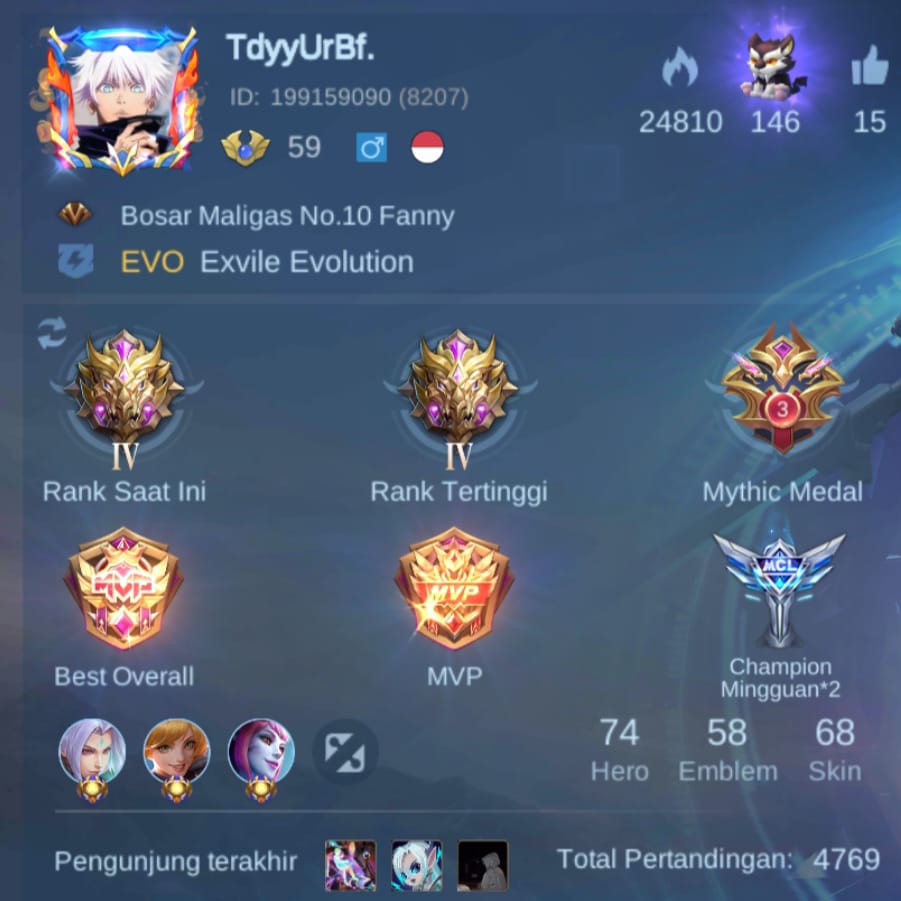 TdyyUrBf.
ID: 199159090 (8207)
24810 146 15
59
Bosar Maligas No.10 Fanny
EVO Exvile Evolution
IV IV 3
Rank Saat Ini Rank Tertinggi Mythic Medal
MVP MVP MCL
Best Overall MVP Champion
Mingguan*2
74 58 68
Hero Emblem Skin
Pengunjung terakhir Total Pertandingan: 4769